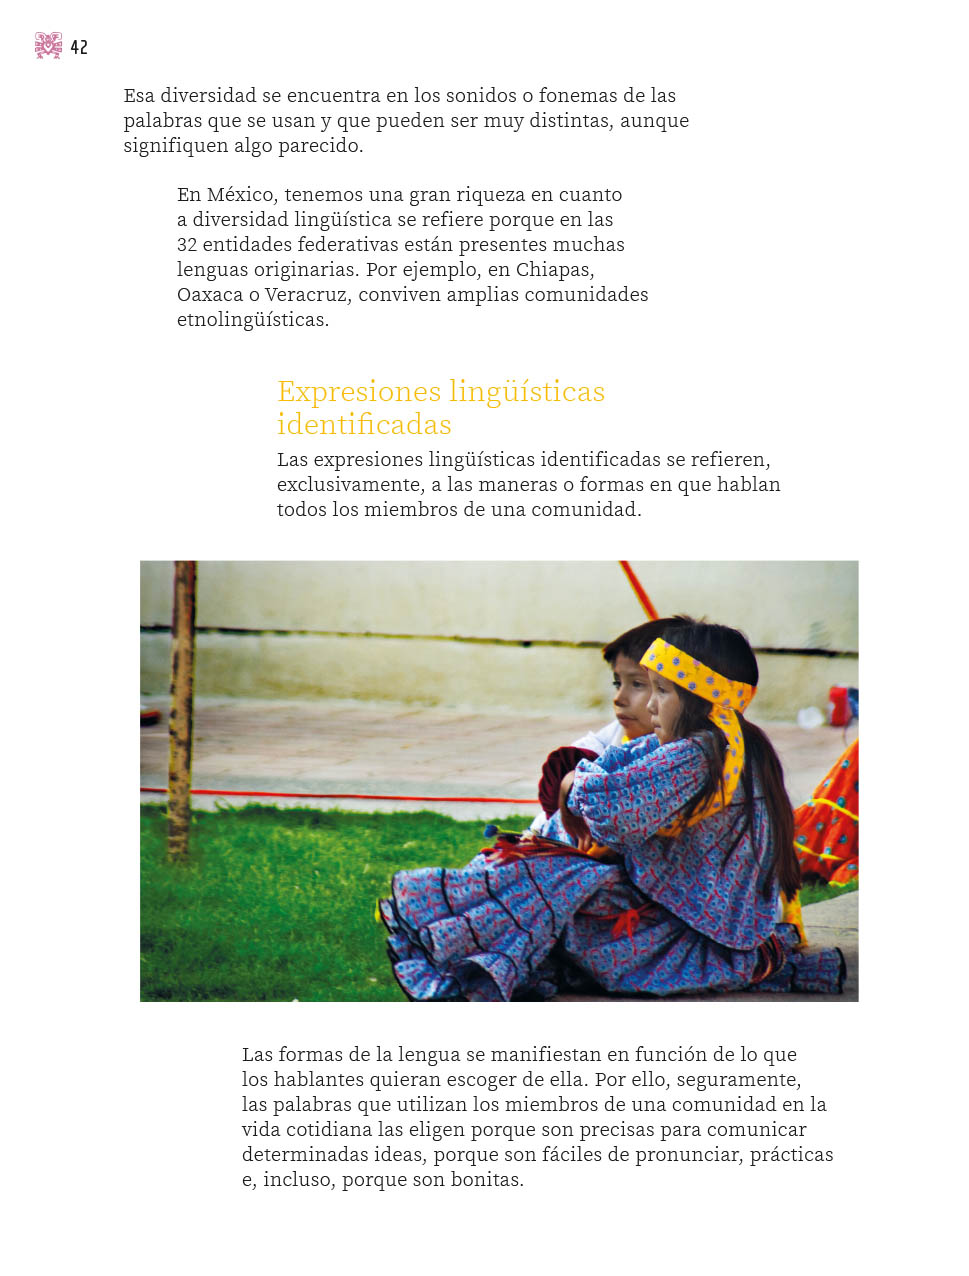 42
Esa diversidad se encuentra en los sonidos o fonemas de las
palabras que se usan y que pueden ser muy distintas, aunque
signifiquen algo parecido.
En México, tenemos una gran riqueza en cuanto
a diversidad lingüística se refiere porque en las
32 entidades federativas están presentes muchas
lenguas originarias. Por ejemplo, en Chiapas,
Oaxaca o Veracruz, conviven amplias comunidades
etnolingüísticas.
Expresiones lingüísticas
identificadas
Las expresiones lingüísticas identificadas se refieren,
exclusivamente, a las maneras o formas en que hablan
todos los miembros de una comunidad.
Las formas de la lengua se manifiestan en función de lo que
los hablantes quieran escoger de ella. Por ello, seguramente,
las palabras que utilizan los miembros de una comunidad en la
vida cotidiana las eligen porque son precisas para comunicar
determinadas ideas, porque son fáciles de pronunciar, prácticas
e, incluso, porque son bonitas.